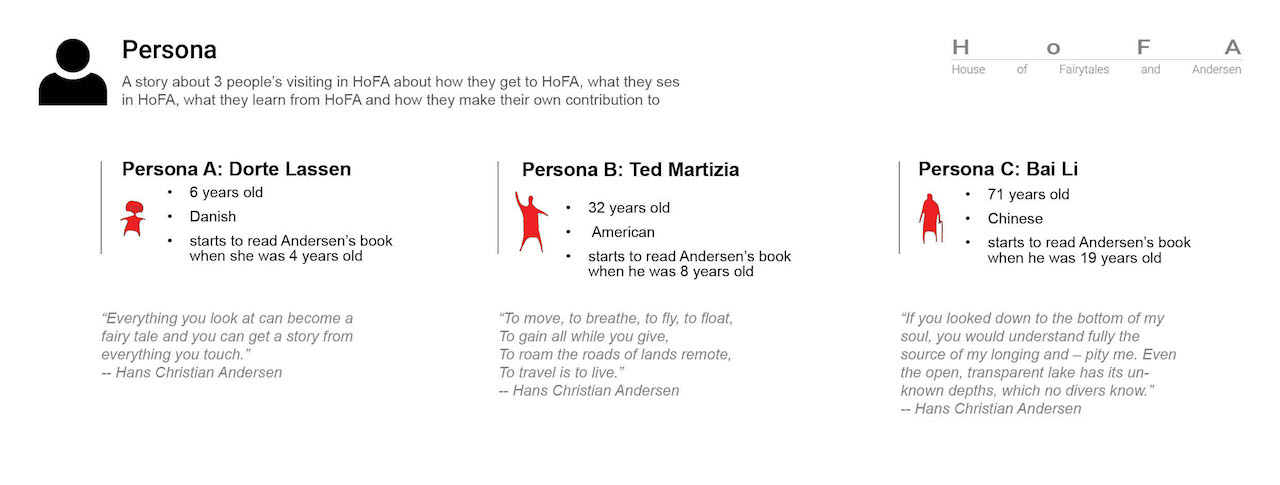 Persona
A story about 3 people's visiting in HoFA about how they get to HoFA, what they ses
in HoFA, what they learn from HoFA and how they make their own contribution to
H o F A
House of Fairytales and Andersen
Persona A: Dorte Lassen
• 6 years old
• Danish
• starts to read Andersen's book
when she was 4 years old
“Everything you look at can become a
fairy tale and you can get a story from
everything you touch.”
-- Hans Christian Andersen
Persona B: Ted Martizia
• 32 years old
• American
• starts to read Andersen's book
when he was 8 years old
“To move, to breathe, to fly, to float,
To gain all while you give,
To roam the roads of lands remote,
To travel is to live.”
-- Hans Christian Andersen
Persona C: Bai Li
• 71 years old
• Chinese
• starts to read Andersen's book
when he was 19 years old
“If you looked down to the bottom of my
soul, you would understand fully the
source of my longing and – pity me. Even
the open, transparent lake has its un-
known depths, which no divers know.”
-- Hans Christian Andersen